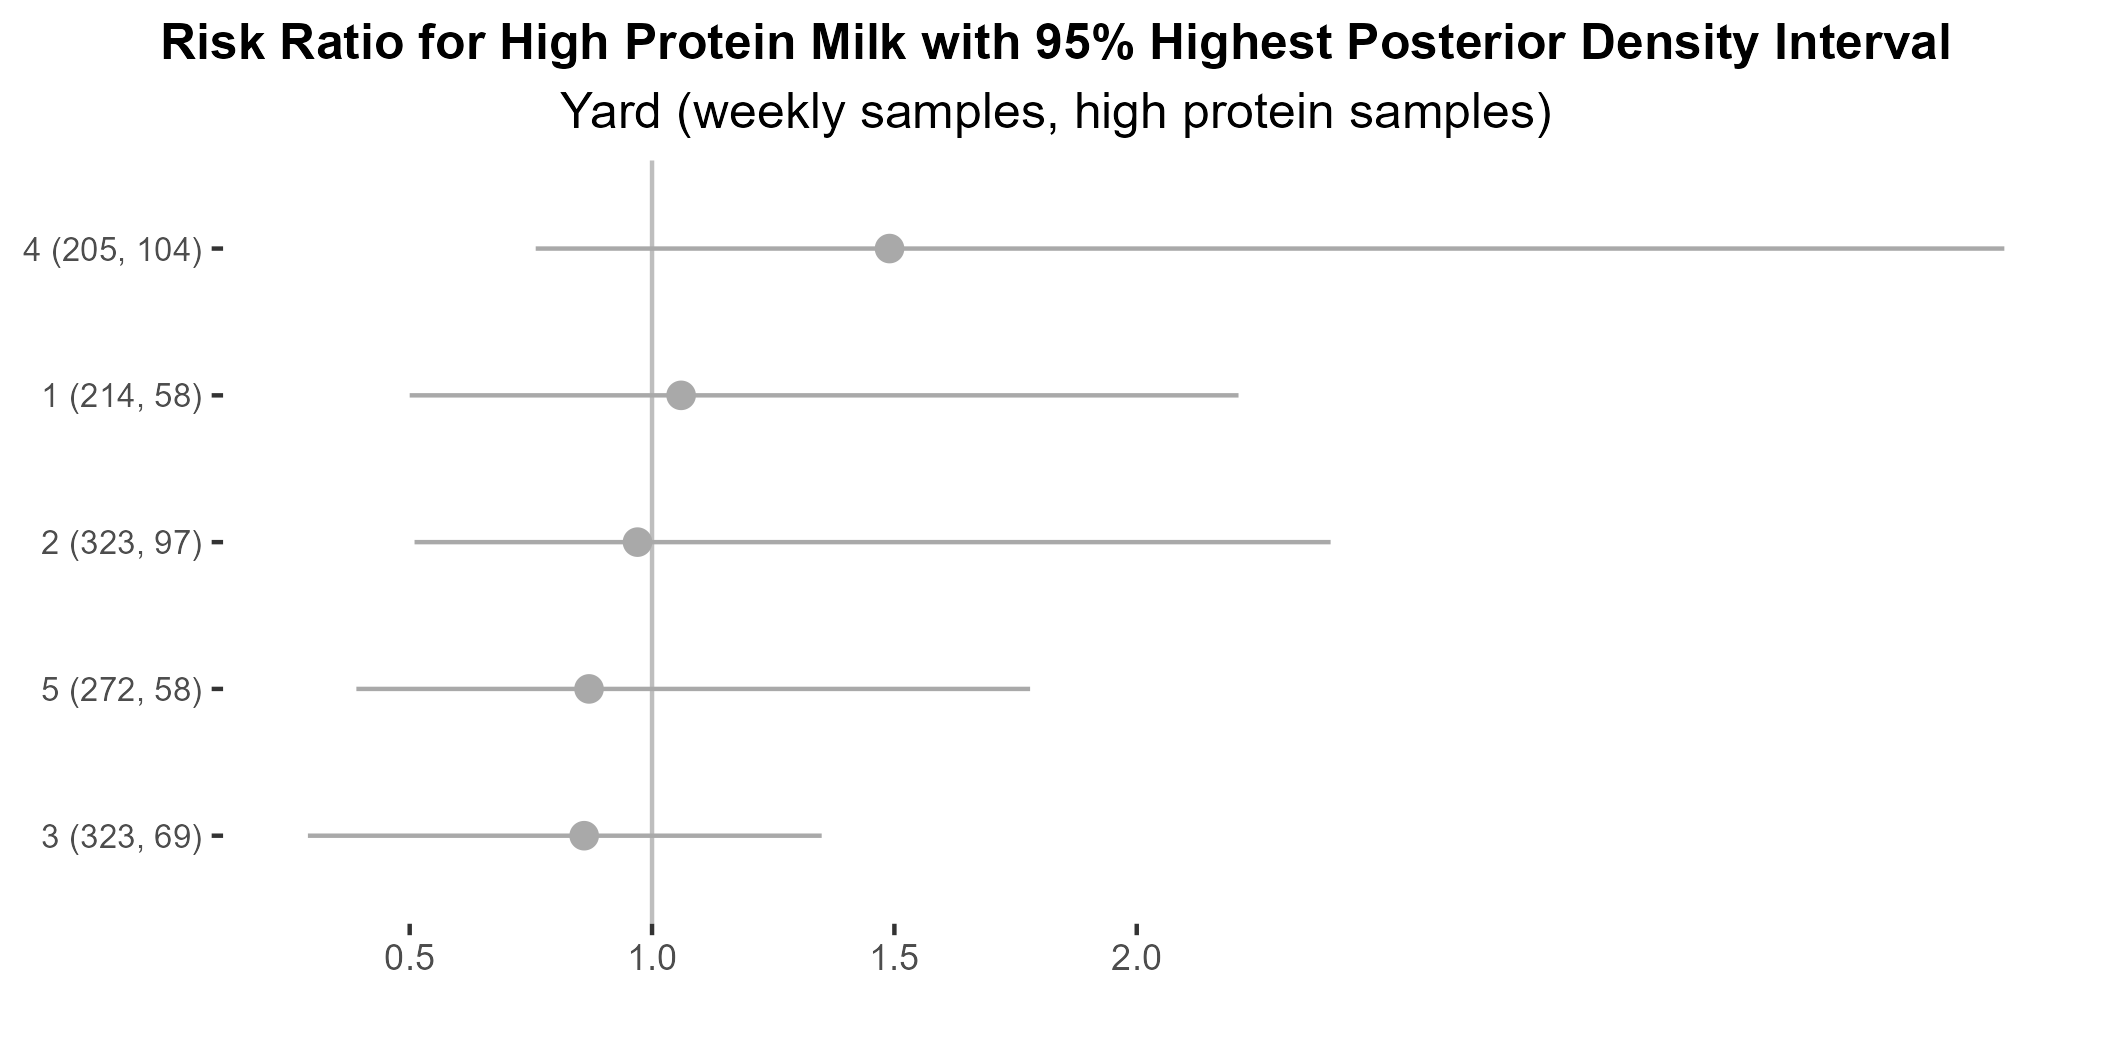 Risk Ratio for High Protein Milk with 95% Highest Posterior Density Interval
Yard (weekly samples, high protein samples)
4 (205, 104)
1 (214, 58)
2 (323, 97)
5 (272, 58)
3 (323, 69)
0.5 1.0 1.5 2.0